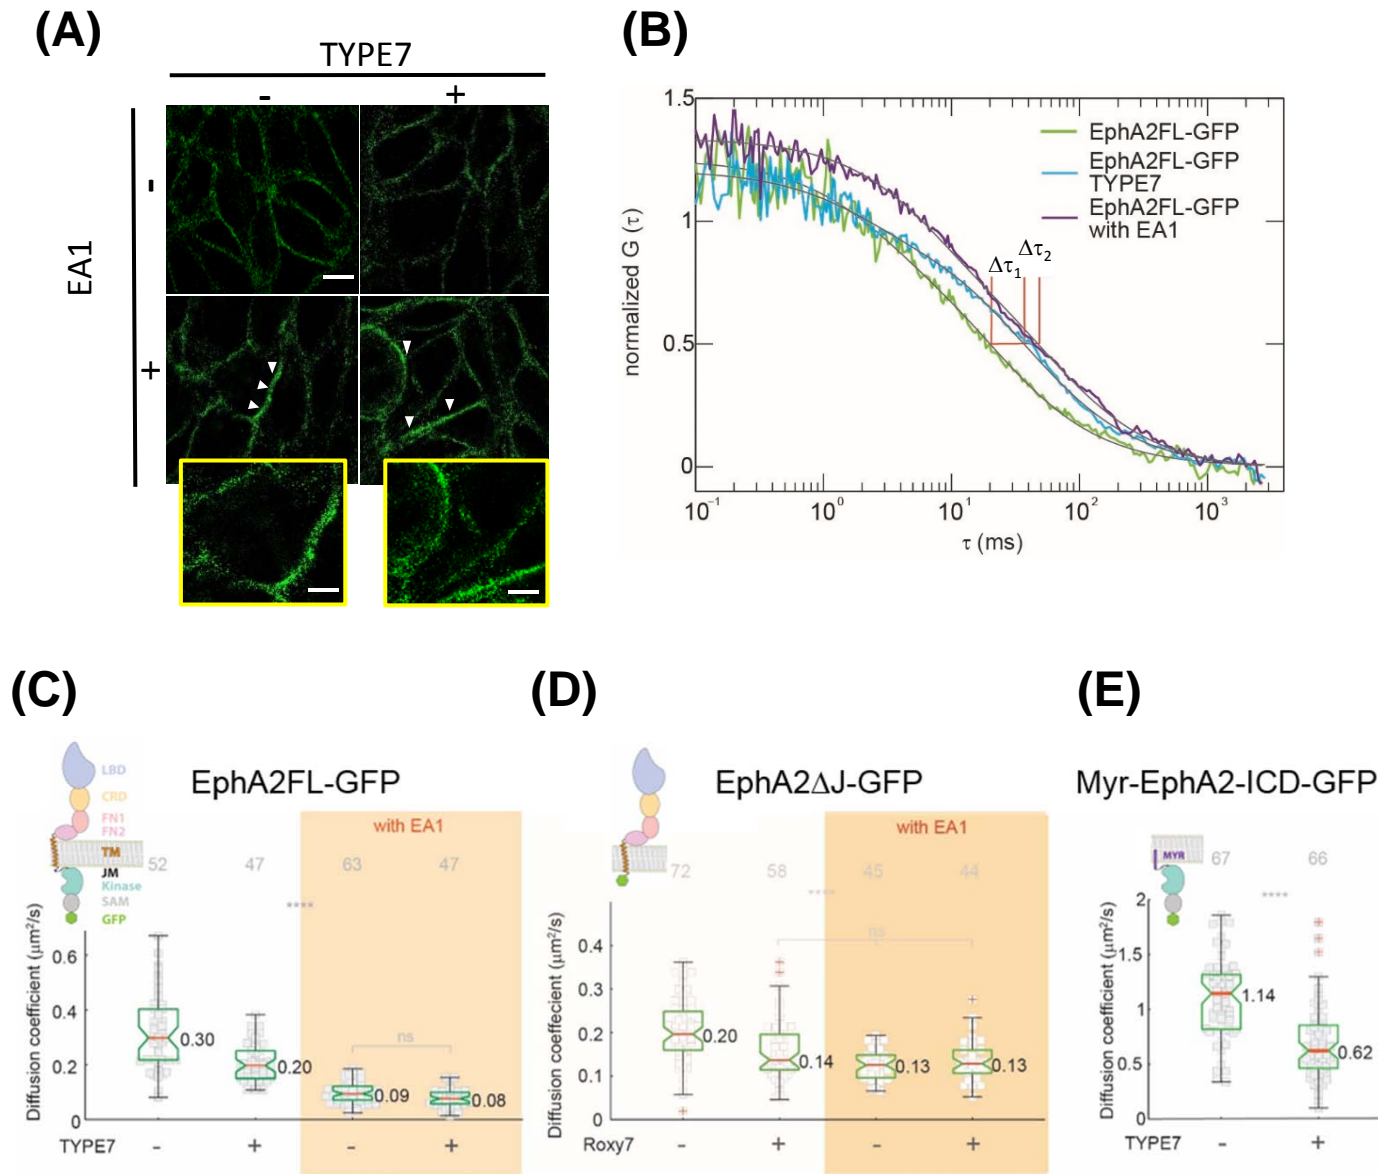 (A)
TYPE7
- +
EA1
-
+
(B)
normalized G (τ)
1.5
1
0.5
0
10⁻¹ 10⁰ 10¹ 10² 10³
τ (ms)
EphA2FL-GFP
EphA2FL-GFP
TYPE7
EphA2FL-GFP
with EA1
Δτ₁
Δτ₂
(C)
EphA2FL-GFP
LBD
CRD
FN1
FN2
TM
JM
Kinase
SAM
GFP
with EA1
52 47 63 47
****
ns
Diffusion coefficient (μm²/s)
0.6
0.4
0.2
0
0.30
0.20
0.09
0.08
TYPE7 - + - +
(D)
EphA2ΔJ-GFP
with EA1
72 58 45 44
****
ns
Diffusion coeffecient (μm²/s)
0.4
0.3
0.2
0.1
0
0.20
0.14
0.13
0.13
Roxy7 - + - +
(E)
Myr-EphA2-ICD-GFP
MYR
67 66
****
Diffusion coefficient (μm²/s)
2
1.5
1
0.5
0
1.14
0.62
TYPE7 - +